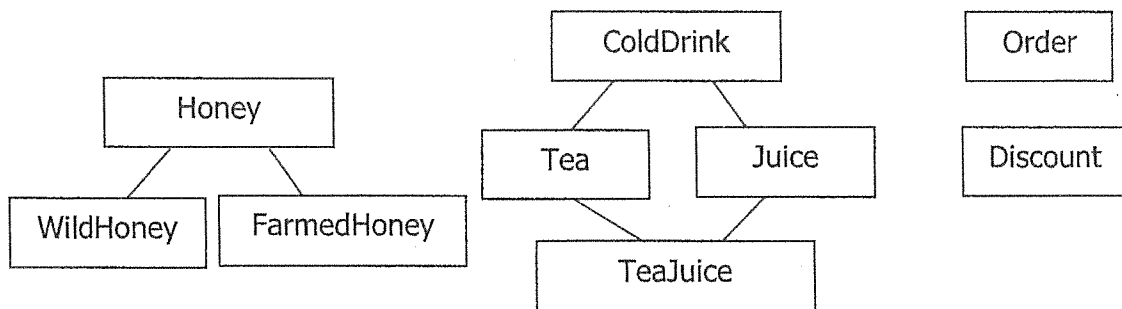 ColdDrink
Order
Honey
Tea
Juice
Discount
WildHoney
FarmedHoney
TeaJuice